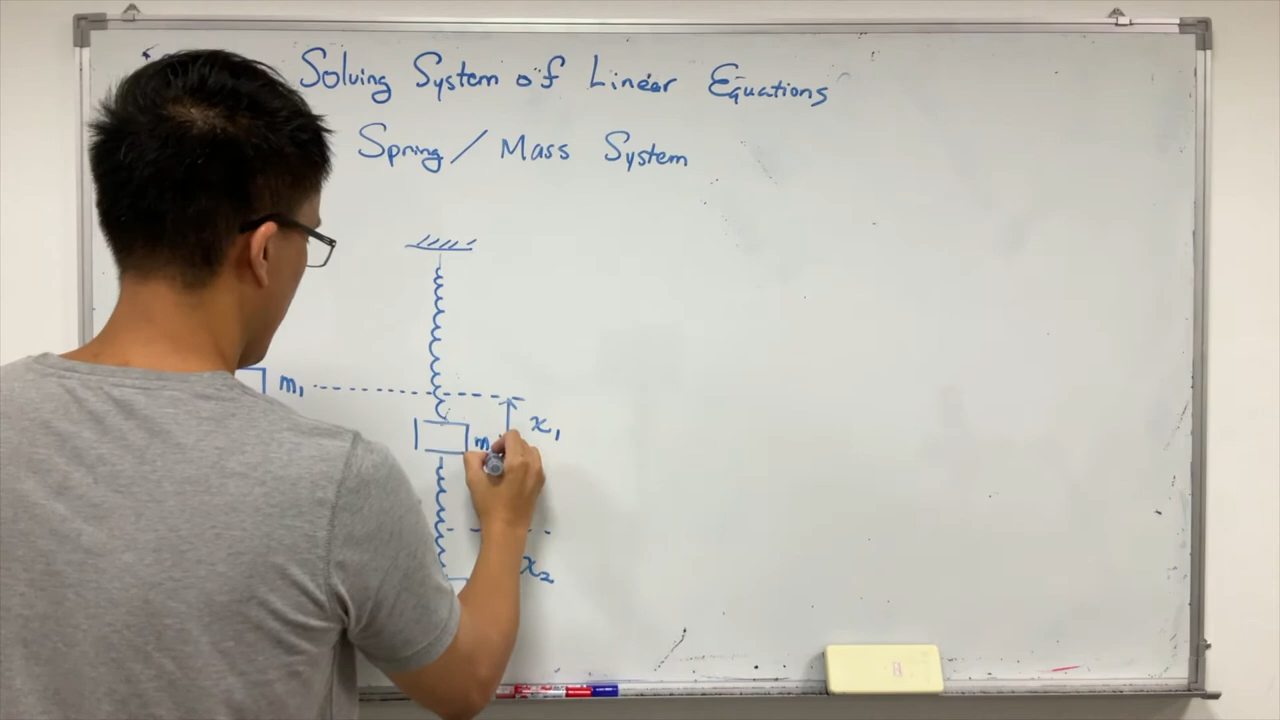 Solving System of Linear Equations
Spring / Mass System
m₁
x₁
m
x₂